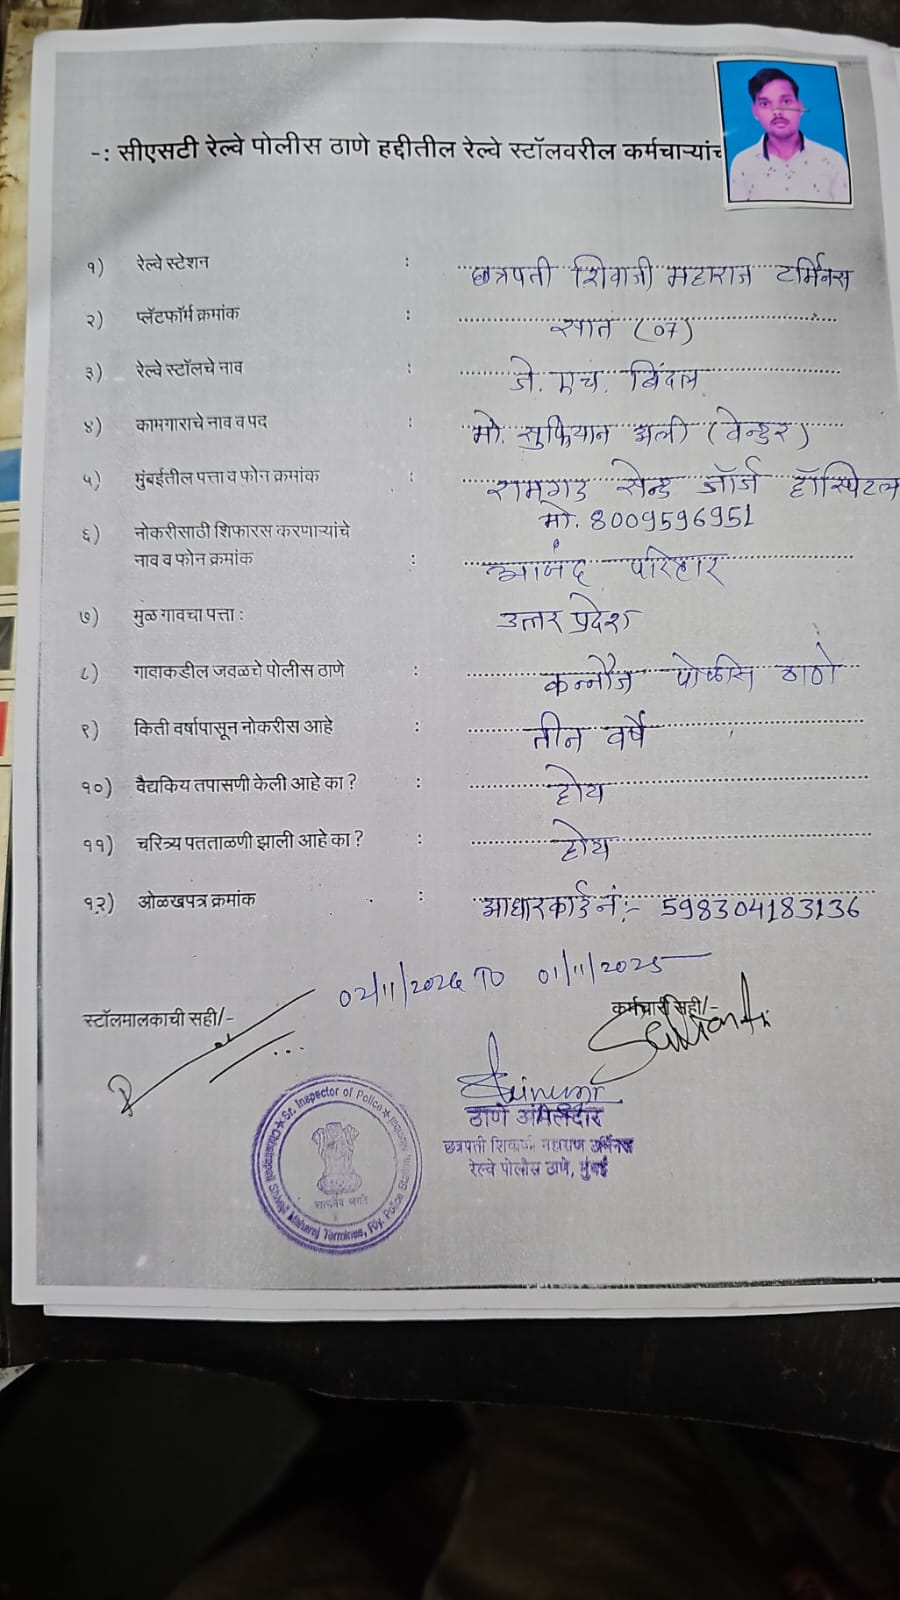 -: सीएसटी रेल्वे पोलीस ठाणे हद्दीतील रेल्वे स्टॉलवरील कर्मचाऱ्यांच
१) रेल्वे स्टेशन : छत्रपती शिवाजी महाराज टर्मिनस
२) प्लॅटफॉर्म क्रमांक : सात (07)
३) रेल्वे स्टॉलचे नाव : जे. एच. बिंदल
४) कामगाराचे नाव व पद : मो. सुफियान अली (वेन्डर)
५) मुंबईतील पत्ता व फोन क्रमांक : रामगड सेन्ड जॉर्ज हॉस्पिटल
मो. 8009596951
६) नोकरीसाठी शिफारस करणाऱ्यांचे
नाव व फोन क्रमांक : आनंद परिहार
७) मुळ गावचा पत्ता : उत्तर प्रदेश
८) गावाकडील जवळचे पोलीस ठाणे : कन्नौज पोलीस ठाणे
९) किती वर्षापासून नोकरीस आहे : तीन वर्षे
१०) वैद्यकिय तपासणी केली आहे का ? : होय
११) चरित्र्य पतताळणी झाली आहे का ? : होय
१२) ओळखपत्र क्रमांक : आधारकार्ड नं:- 598304183136
02/11/2024 TO 01/11/2025
स्टॉलमालकाची सही/-
कर्मचारी सही/-
ठाणे अंमलदार
छत्रपती शिवाजी महाराज टर्मिनस
रेल्वे पोलीस ठाणे, मुंबई
Sr. Inspector of Police
Chhatrapati Shivaji Maharaj Terminus, Rly. Police Station, Mumbai
सत्यमेव जयते